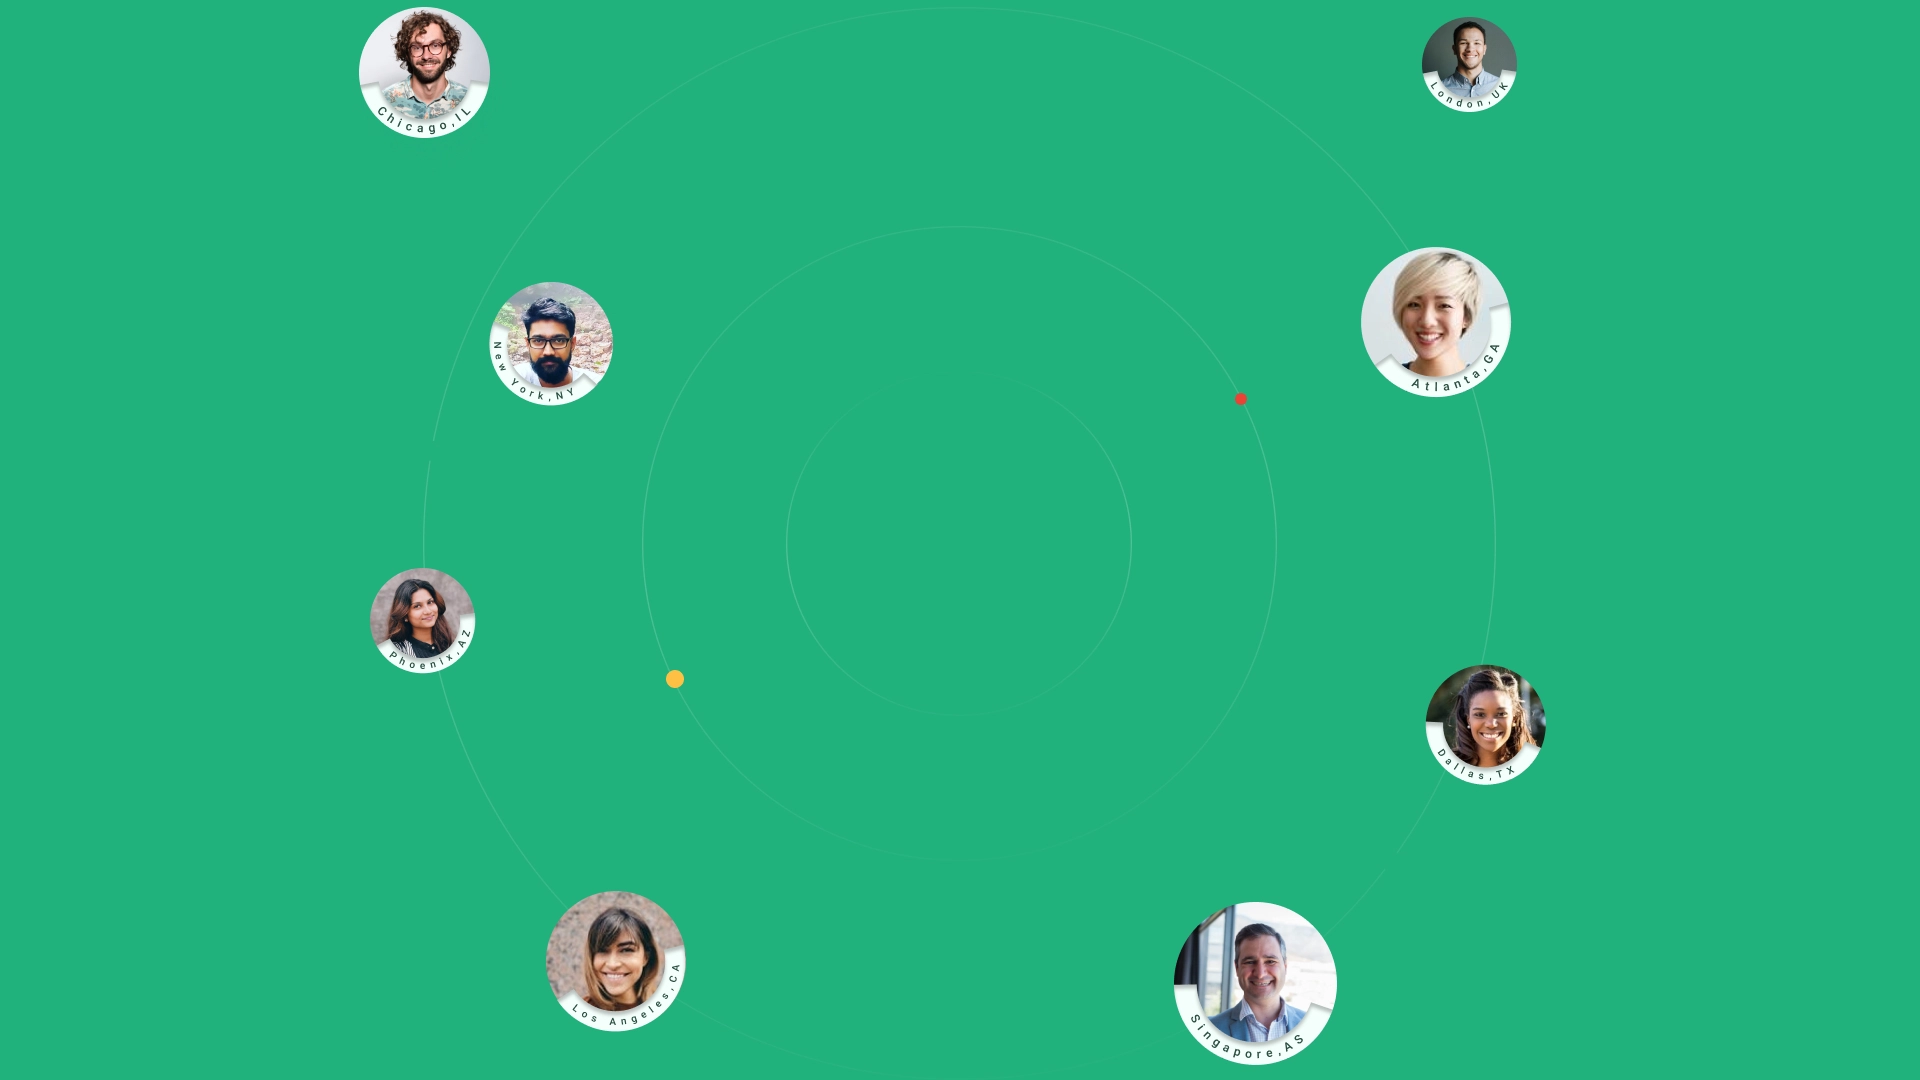 Chicago,IL
London,UK
New York,NY
Atlanta,GA
Phoenix,AZ
Dallas,TX
Los Angeles,CA
Singapore,AS